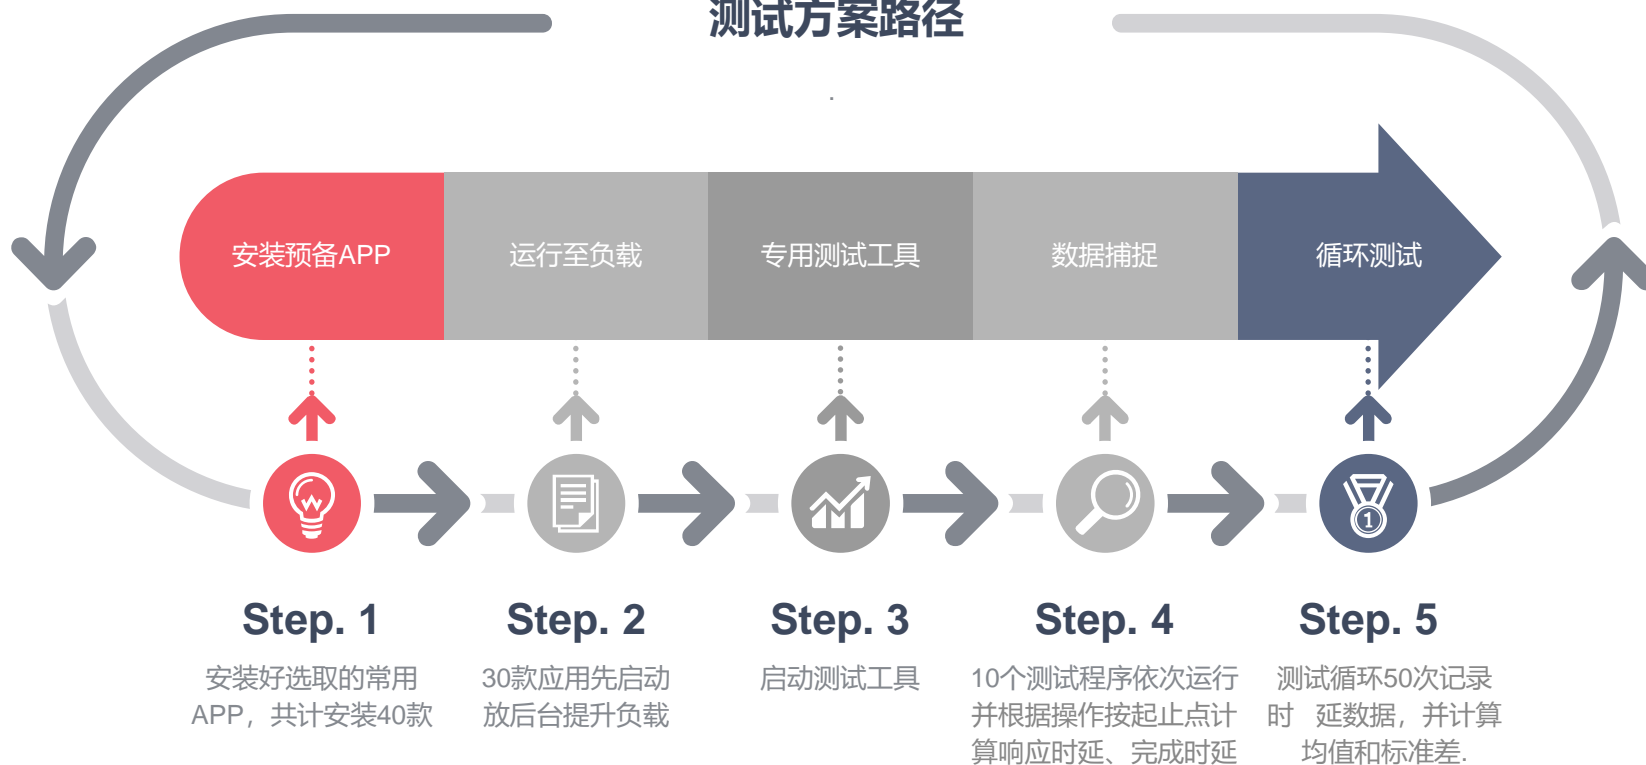 测试方案路径
.
安装预备APP
运行至负载
专用测试工具
数据捕捉
循环测试
1
Step. 1
Step. 2
Step. 3
Step. 4
Step. 5
安装好选取的常用
APP，共计安装40款
30款应用先启动
放后台提升负载
启动测试工具
10个测试程序依次运行
并根据操作按起止点计
算响应时延、完成时延
测试循环50次记录
时 延数据，并计算
均值和标准差.